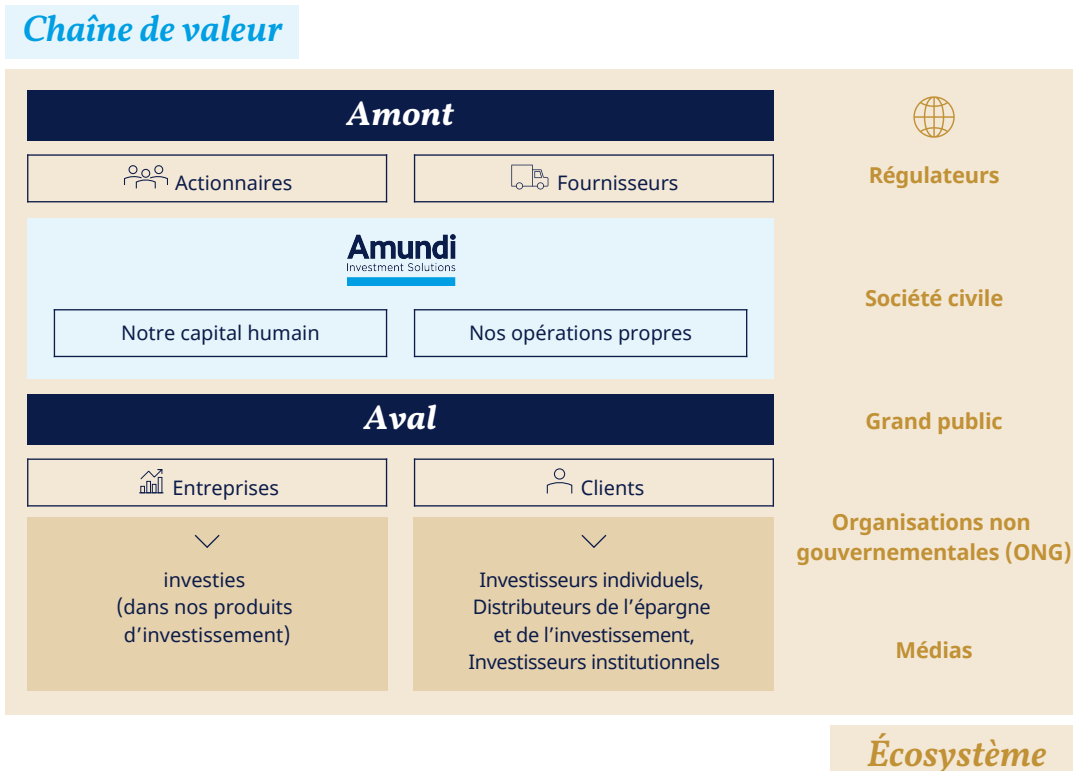 Chaîne de valeur
Amont
Actionnaires
Fournisseurs
Amundi
Investment Solutions
Notre capital humain
Nos opérations propres
Aval
Entreprises
Clients
investies
(dans nos produits
d’investissement)
Investisseurs individuels,
Distributeurs de l’épargne
et de l’investissement,
Investisseurs institutionnels
Régulateurs
Société civile
Grand public
Organisations non
gouvernementales (ONG)
Médias
Écosystème